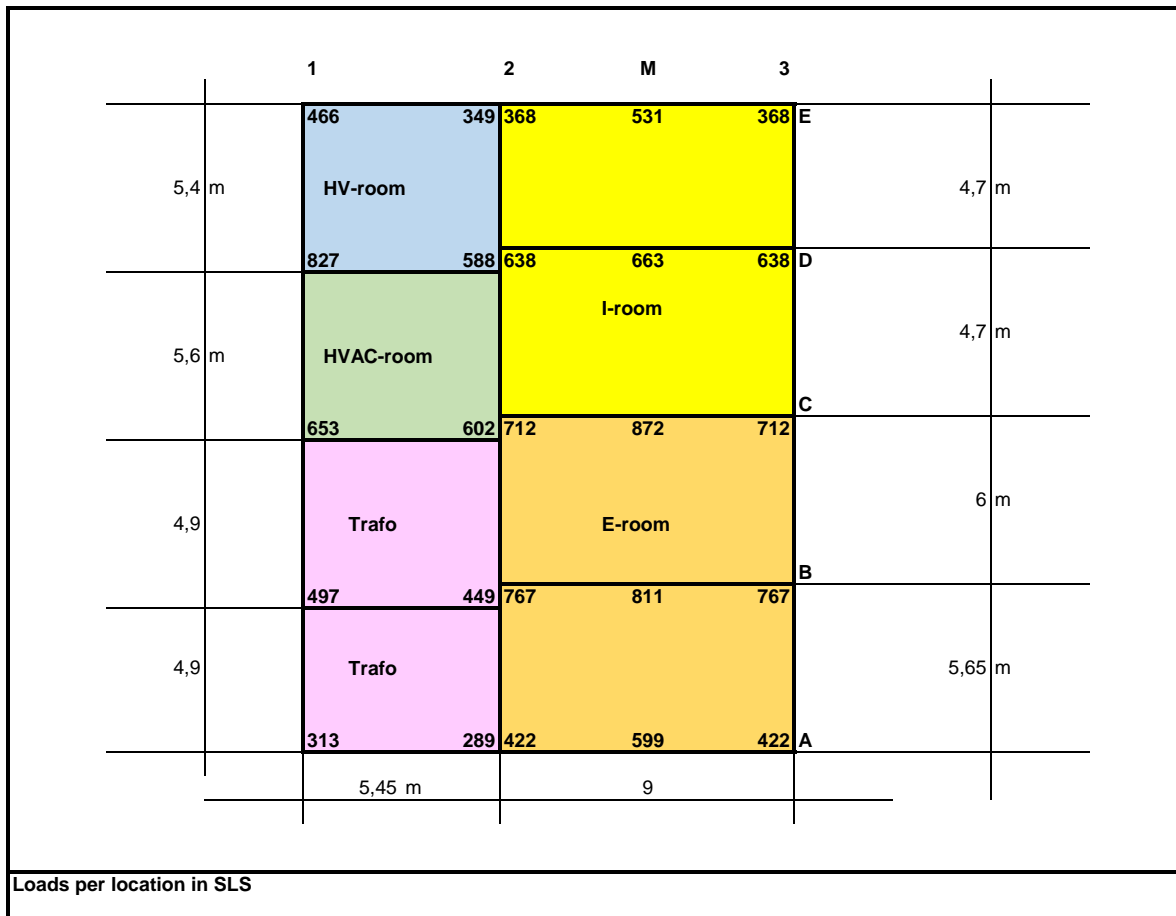 1 2 M 3
466 349 368 531 368 E
5,4 m HV-room 4,7 m
827 588 638 663 638 D
I-room
4,7 m
5,6 m HVAC-room
C
653 602 712 872 712
6 m
4,9 Trafo E-room
B
497 449 767 811 767
4,9 Trafo 5,65 m
313 289 422 599 422 A
5,45 m 9
Loads per location in SLS